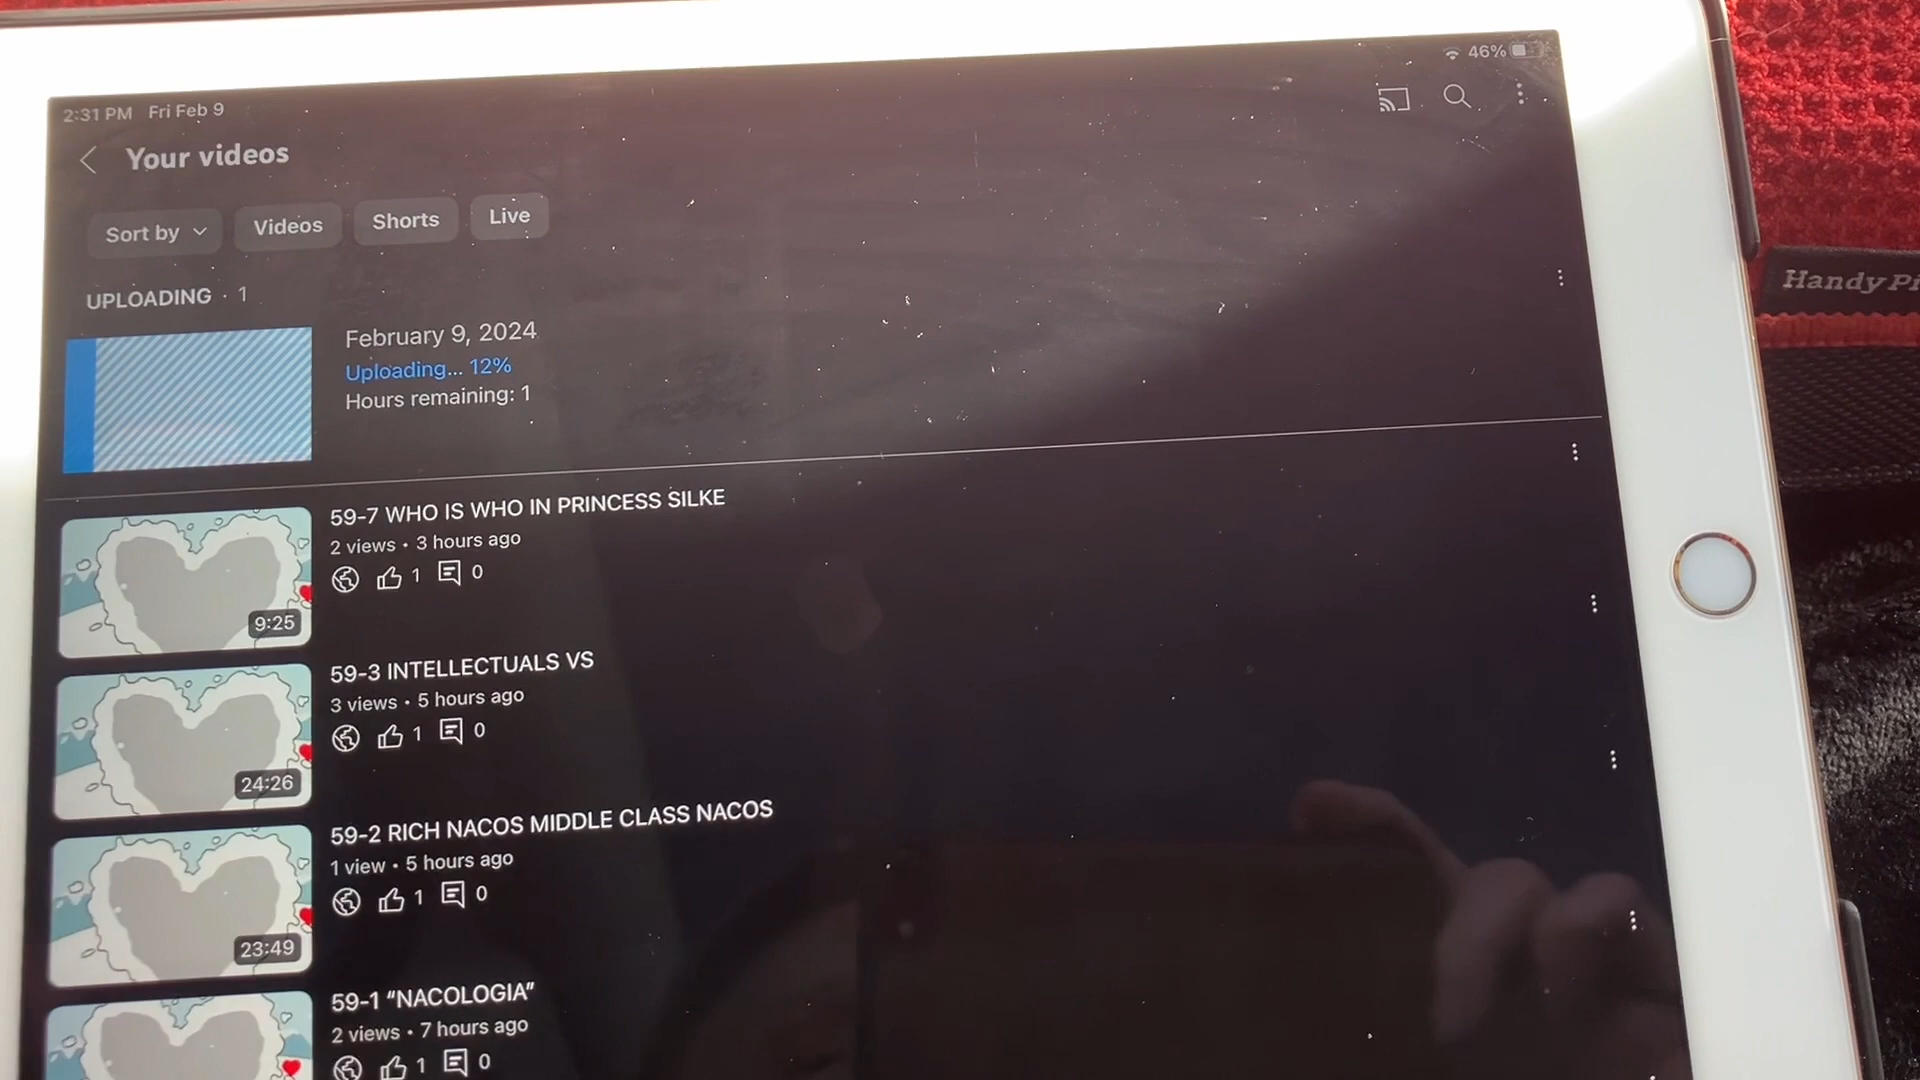 2:31 PM Fri Feb 9
46%
Your videos
Sort by Videos Shorts Live
UPLOADING · 1
February 9, 2024
Uploading... 12%
Hours remaining: 1
59-7 WHO IS WHO IN PRINCESS SILKE
2 views • 3 hours ago
1 0
9:25
59-3 INTELLECTUALS VS
3 views • 5 hours ago
1 0
24:26
59-2 RICH NACOS MIDDLE CLASS NACOS
1 view • 5 hours ago
1 0
23:49
59-1 “NACOLOGIA”
2 views • 7 hours ago
1 0
Handy